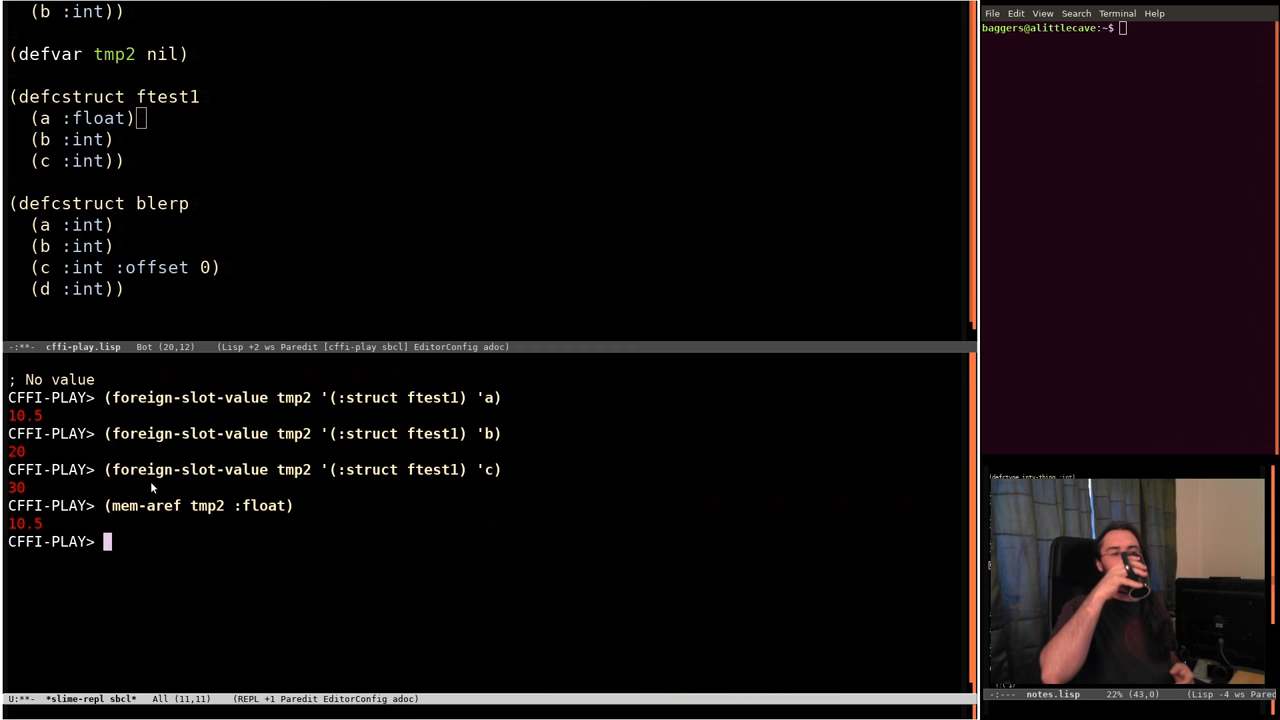 (b :int))
(defvar tmp2 nil)
(defcstruct ftest1
(a :float)
(b :int)
(c :int))
(defcstruct blerp
(a :int)
(b :int)
(c :int :offset 0)
(d :int))
-:**- cffi-play.lisp Bot (20,12) (Lisp +2 ws Paredit [cffi-play sbcl] EditorConfig adoc)
; No value
CFFI-PLAY> (foreign-slot-value tmp2 '(:struct ftest1) 'a)
10.5
CFFI-PLAY> (foreign-slot-value tmp2 '(:struct ftest1) 'b)
20
CFFI-PLAY> (foreign-slot-value tmp2 '(:struct ftest1) 'c)
30
CFFI-PLAY> (mem-aref tmp2 :float)
10.5
CFFI-PLAY>
U:**- *slime-repl sbcl* All (11,11) (REPL +1 Paredit EditorConfig adoc)
File Edit View Search Terminal Help
baggers@alittlecave:~$
(deftype inty-thing :int)
-:--- notes.lisp 22% (43,0) (Lisp -4 ws Pared